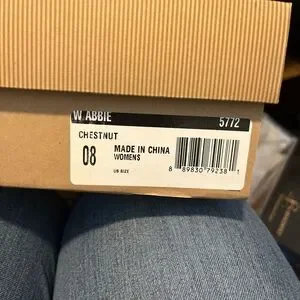 W ABBIE 5772
CHESTNUT
08 MADE IN CHINA
WOMENS
US SIZE
8 89830 79238 1